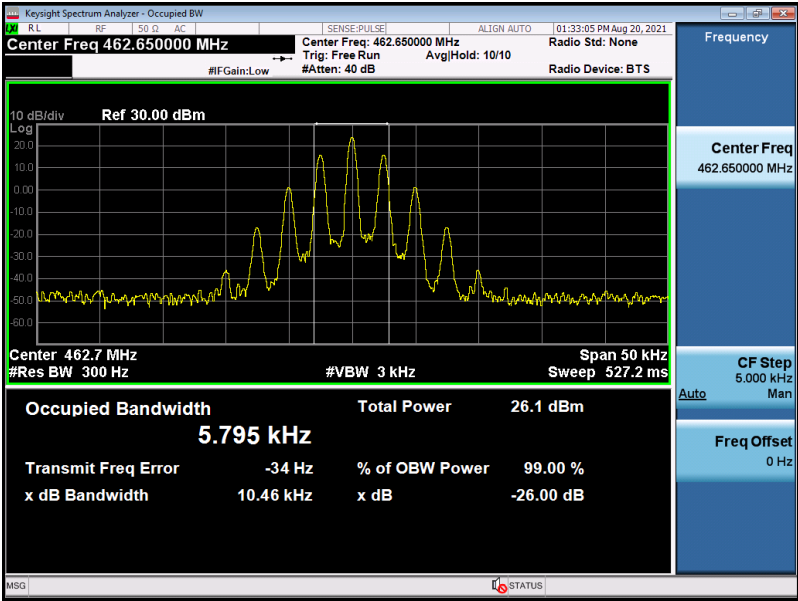 Keysight Spectrum Analyzer - Occupied BW
LXI RL RF 50 Ω AC SENSE:PULSE ALIGN AUTO 01:33:05 PM Aug 20, 2021
Center Freq 462.650000 MHz
Center Freq: 462.650000 MHz Radio Std: None
Trig: Free Run Avg|Hold: 10/10
#IFGain:Low #Atten: 40 dB Radio Device: BTS
Frequency
10 dB/div Ref 30.00 dBm
Log
20.0
10.0
0.00
-10.0
-20.0
-30.0
-40.0
-50.0
-60.0
Center 462.7 MHz Span 50 kHz
#Res BW 300 Hz #VBW 3 kHz Sweep 527.2 ms
Center Freq
462.650000 MHz
CF Step
5.000 kHz
Auto Man
Freq Offset
0 Hz
Occupied Bandwidth Total Power 26.1 dBm
5.795 kHz
Transmit Freq Error -34 Hz % of OBW Power 99.00 %
x dB Bandwidth 10.46 kHz x dB -26.00 dB
MSG STATUS